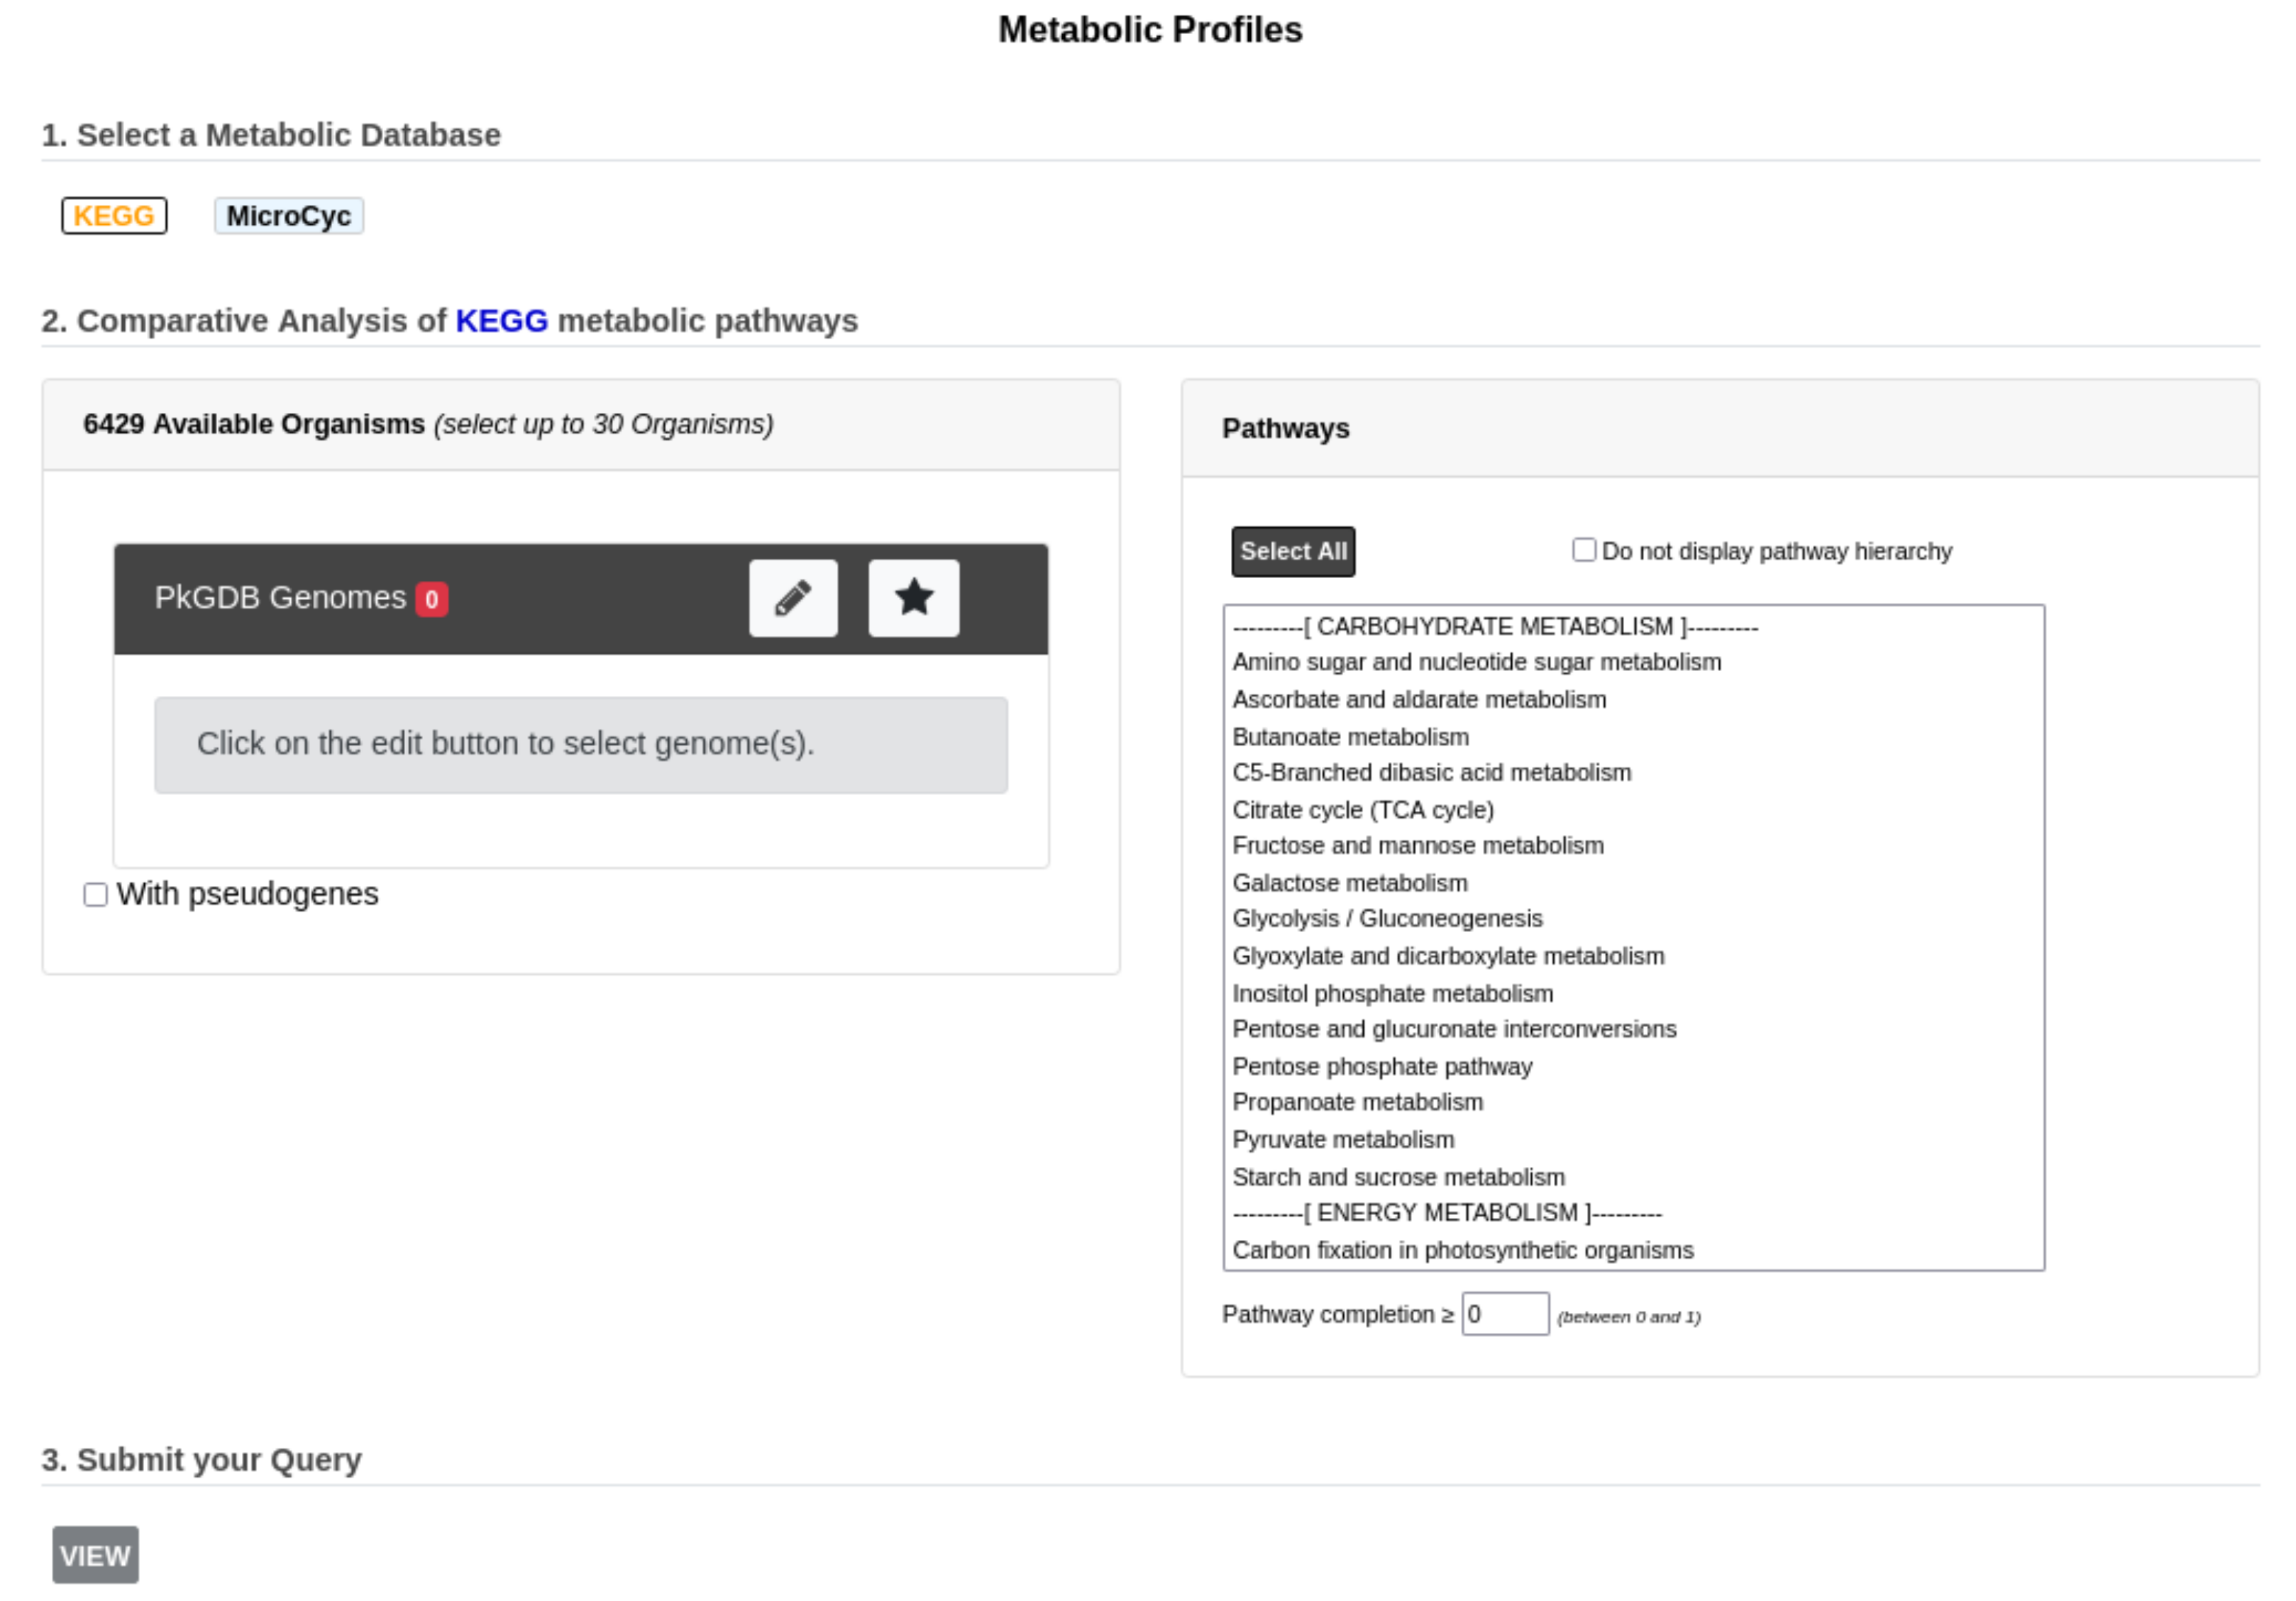 Metabolic Profiles
1. Select a Metabolic Database
KEGG MicroCyc
2. Comparative Analysis of KEGG metabolic pathways
6429 Available Organisms (select up to 30 Organisms)
PkGDB Genomes 0
Click on the edit button to select genome(s).
With pseudogenes
Pathways
Select All Do not display pathway hierarchy
---------[ CARBOHYDRATE METABOLISM ]---------
Amino sugar and nucleotide sugar metabolism
Ascorbate and aldarate metabolism
Butanoate metabolism
C5-Branched dibasic acid metabolism
Citrate cycle (TCA cycle)
Fructose and mannose metabolism
Galactose metabolism
Glycolysis / Gluconeogenesis
Glyoxylate and dicarboxylate metabolism
Inositol phosphate metabolism
Pentose and glucuronate interconversions
Pentose phosphate pathway
Propanoate metabolism
Pyruvate metabolism
Starch and sucrose metabolism
---------[ ENERGY METABOLISM ]---------
Carbon fixation in photosynthetic organisms
Pathway completion ≥ 0 (between 0 and 1)
3. Submit your Query
VIEW